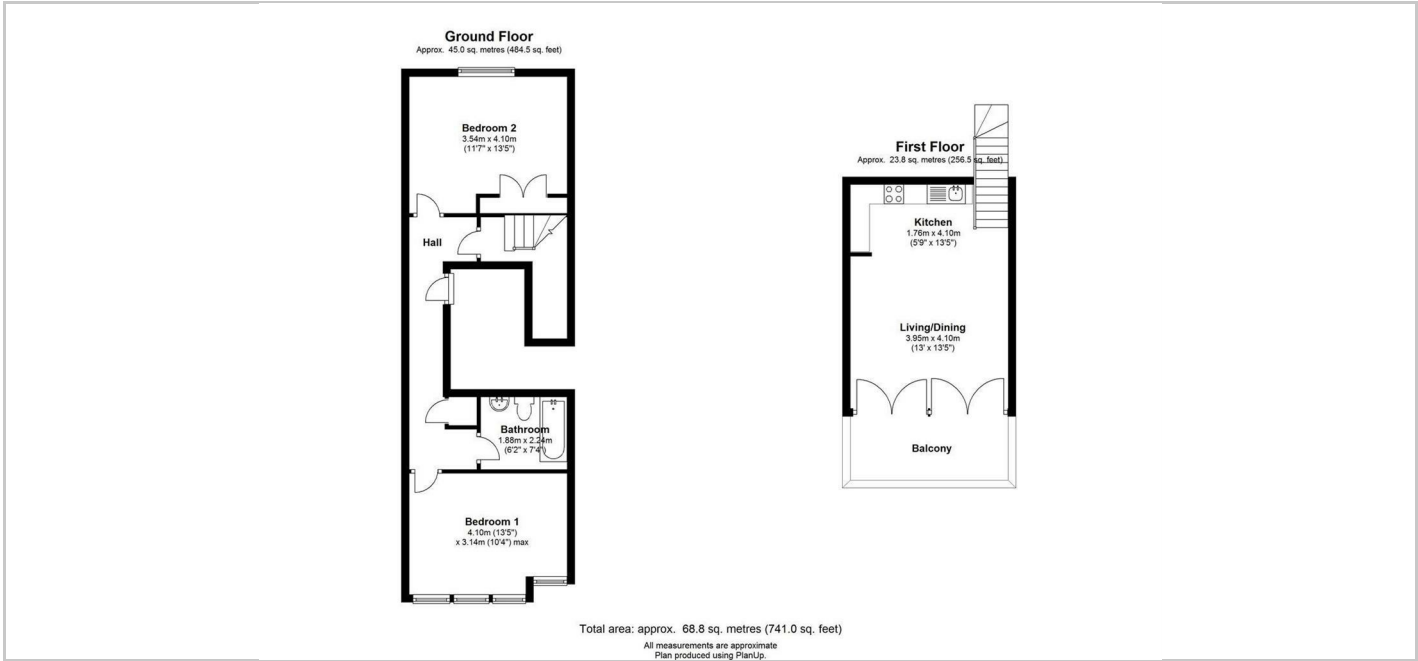 Ground Floor
Approx. 45.0 sq. metres (484.5 sq. feet)
Bedroom 2
3.54m x 4.10m
(11'7" x 13'5")
Hall
Bathroom
1.88m x 2.24m
(6'2" x 7'4")
Bedroom 1
4.10m (13'5")
x 3.14m (10'4") max
First Floor
Approx. 23.8 sq. metres (256.5 sq. feet)
Kitchen
1.76m x 4.10m
(5'9" x 13'5")
Living/Dining
3.95m x 4.10m
(13' x 13'5")
Balcony
Total area: approx. 68.8 sq. metres (741.0 sq. feet)
All measurements are approximate
Plan produced using PlanUp.